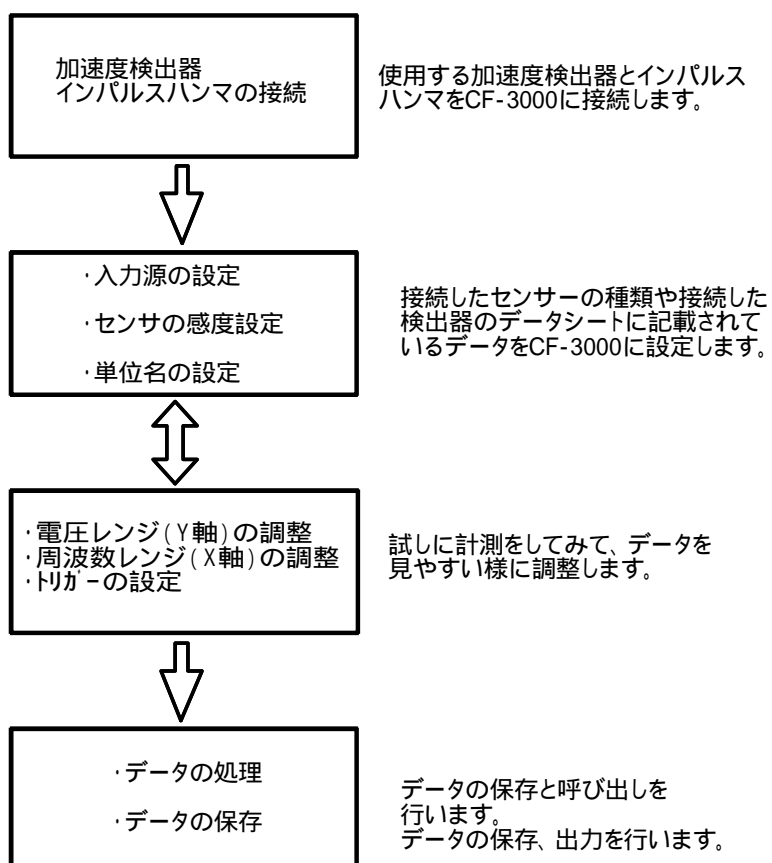 加速度検出器
インパルスハンマの接続
使用する加速度検出器とインパルス
ハンマをCF-3000に接続します。
・入力源の設定
・センサの感度設定
・単位名の設定
接続したセンサーの種類や接続した
検出器のデータシートに記載されて
いるデータをCF-3000に設定します。
・電圧レンジ(Y軸)の調整
・周波数レンジ(X軸)の調整
・トリガーの設定
試しに計測をしてみて、データを
見やすい様に調整します。
・データの処理
・データの保存
データの保存と呼び出しを
行います。
データの保存、出力を行います。